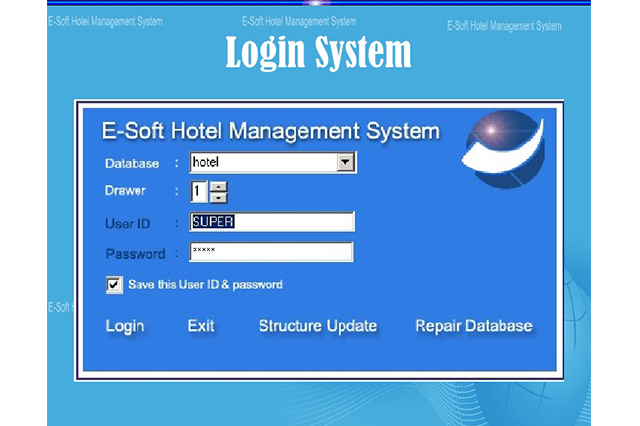 E-Soft Hotel Management System
E-Soft Hotel Management System
E-Soft Hotel Management System
Login System
E-Soft Hotel Management System
Database : hotel
Drawer : 1
User ID : SUPER
Password : xxxxx
Save this User ID & password
E-Soft
Login Exit Structure Update Repair Database